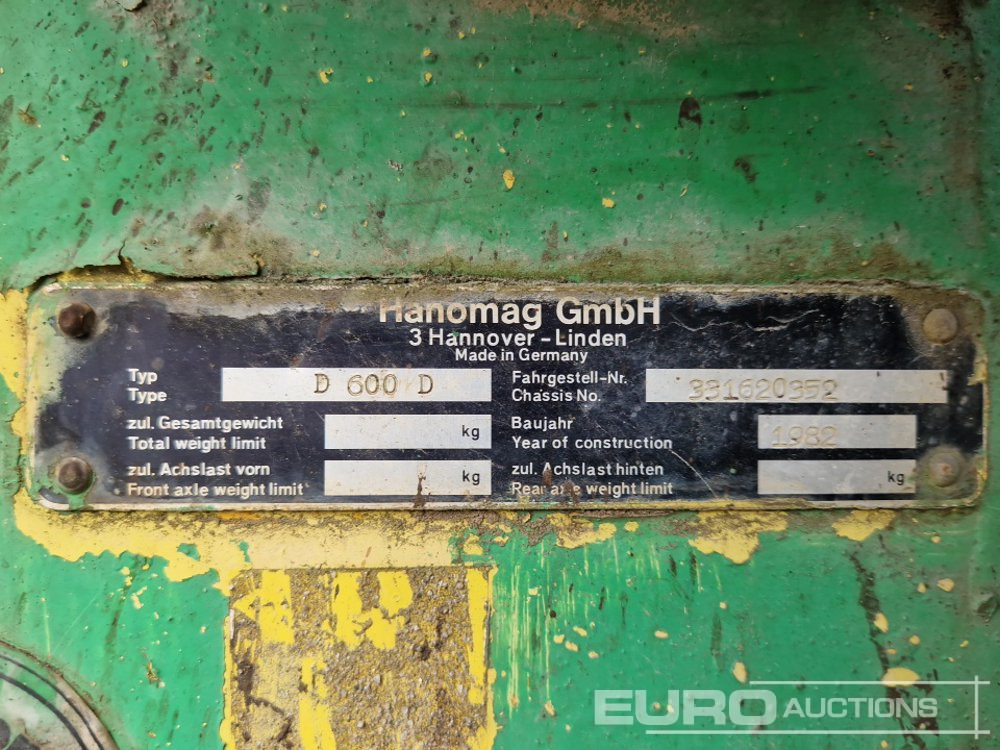 Hanomag GmbH
3 Hannover - Linden
Made in Germany
Typ
Type
D 600 D
Fahrgestell-Nr.
Chassis No.
331620352
zul. Gesamtgewicht
Total weight limit
kg
Baujahr
Year of construction
1982
zul. Achslast vorn
Front axle weight limit
kg
zul. Achslast hinten
Rear axle weight limit
kg
EURO AUCTIONS